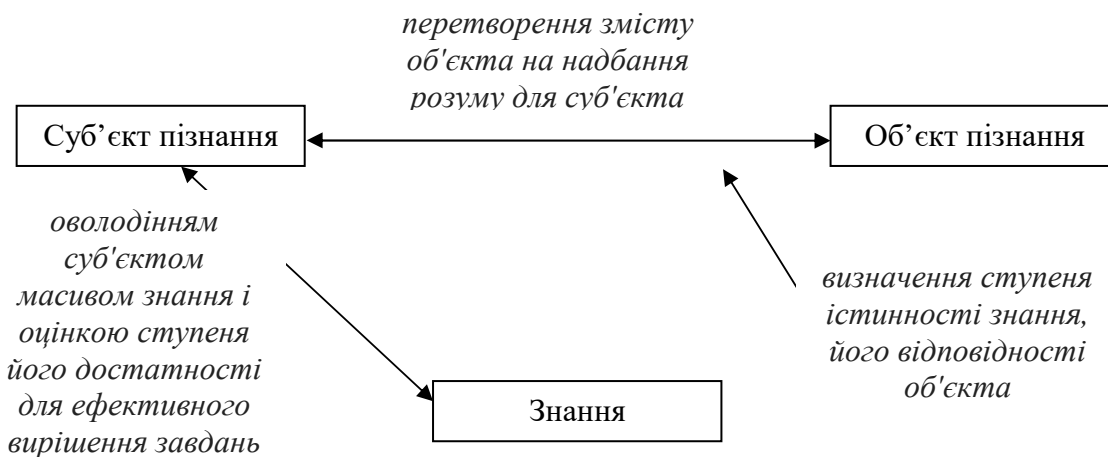 перетворення змісту
об'єкта на надбання
розуму для суб'єкта
Суб’єкт пізнання
Об’єкт пізнання
оволодінням
суб'єктом
масивом знання і
оцінкою ступеня
його достатності
для ефективного
вирішення завдань
визначення ступеня
істинності знання,
його відповідності
об'єкта
Знання